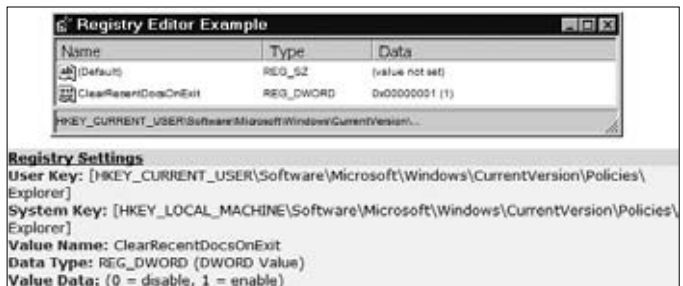 Registry Editor Example
Name Type Data
(Default) REG_SZ (value not set)
ClearRecentDocsOnExit REG_DWORD 0x00000001 (1)
HKEY_CURRENT_USER\Software\Microsoft\Windows\CurrentVersion\...
Registry Settings
User Key: [HKEY_CURRENT_USER\Software\Microsoft\Windows\CurrentVersion\Policies\
Explorer]
System Key: [HKEY_LOCAL_MACHINE\Software\Microsoft\Windows\CurrentVersion\Policies\
Explorer]
Value Name: ClearRecentDocsOnExit
Data Type: REG_DWORD (DWORD Value)
Value Data: (0 = disable, 1 = enable)